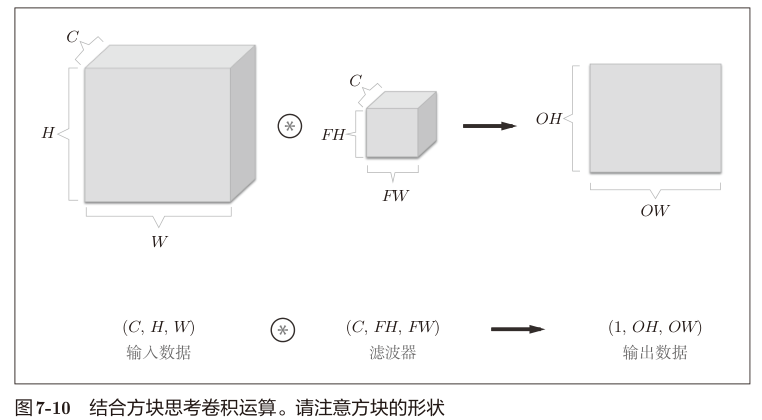 C
H
W
C
FH
FW
OH
OW
(C, H, W) ⊛ (C, FH, FW) → (1, OH, OW)
输入数据 滤波器 输出数据
图7-10 结合方块思考卷积运算。请注意方块的形状